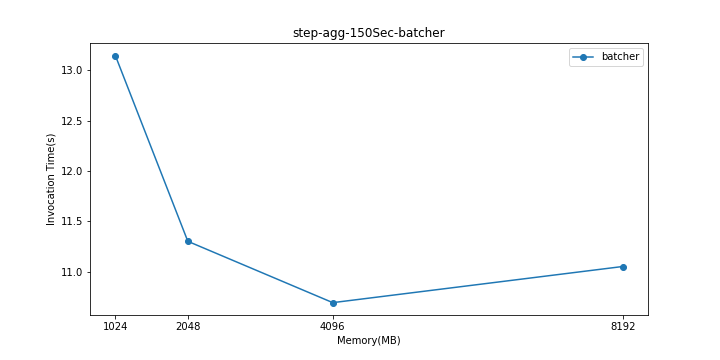 step-agg-150Sec-batcher
batcher
Invocation Time(s)
13.0
12.5
12.0
11.5
11.0
1024
2048
4096
8192
Memory(MB)